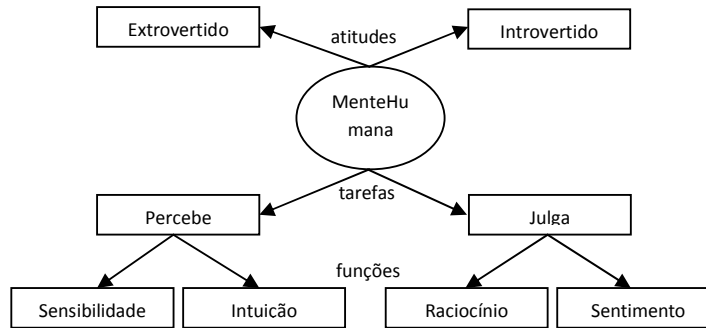 Extrovertido
atitudes
Introvertido
MenteHu
mana
tarefas
Percebe
Julga
funções
Sensibilidade
Intuição
Raciocínio
Sentimento